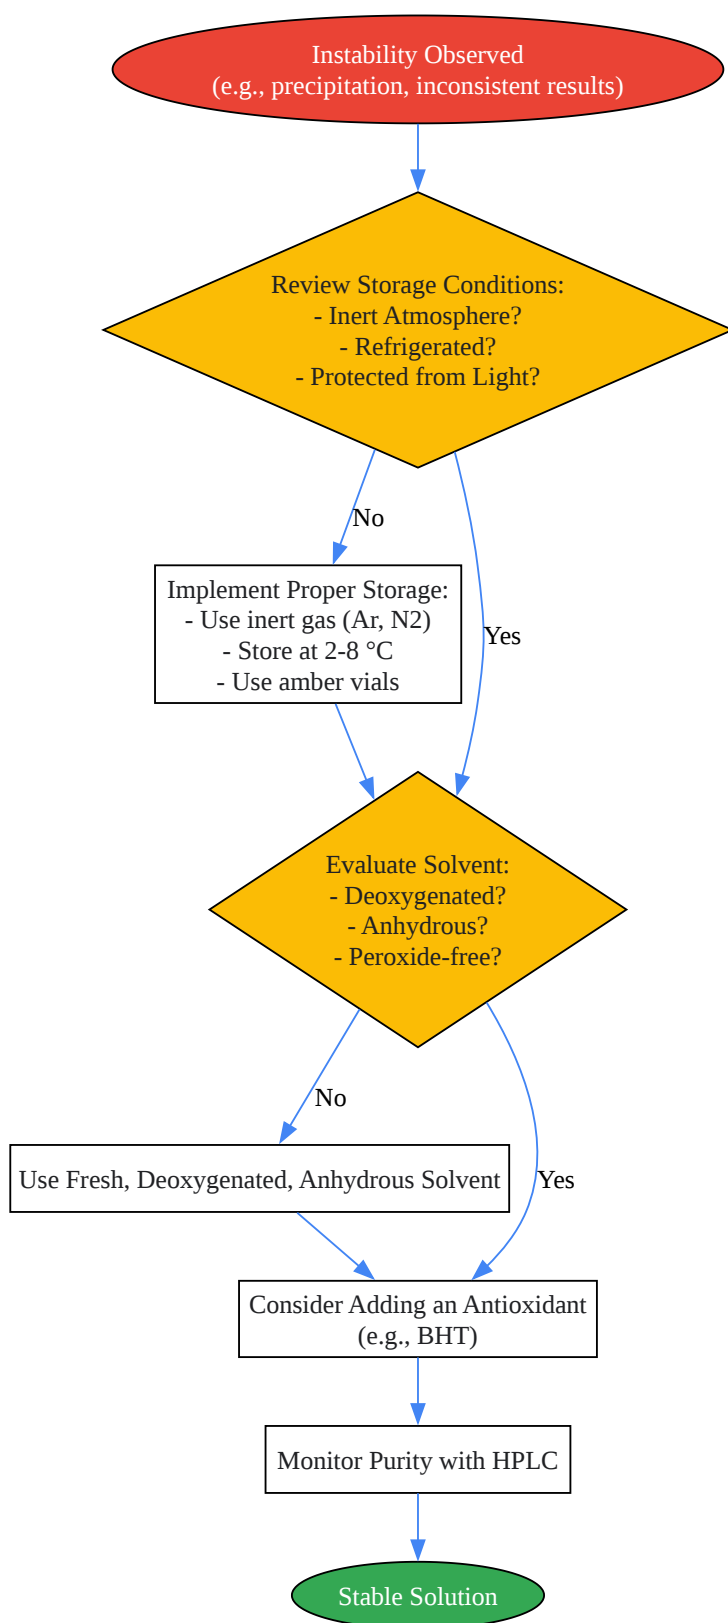 Instability Observed
(e.g., precipitation, inconsistent results)
Review Storage Conditions:
- Inert Atmosphere?
- Refrigerated?
- Protected from Light?
No
Implement Proper Storage:
- Use inert gas (Ar, N2)
- Store at 2-8 °C
- Use amber vials
Yes
Evaluate Solvent:
- Deoxygenated?
- Anhydrous?
- Peroxide-free?
No
Use Fresh, Deoxygenated, Anhydrous Solvent
Yes
Consider Adding an Antioxidant
(e.g., BHT)
Monitor Purity with HPLC
Stable Solution